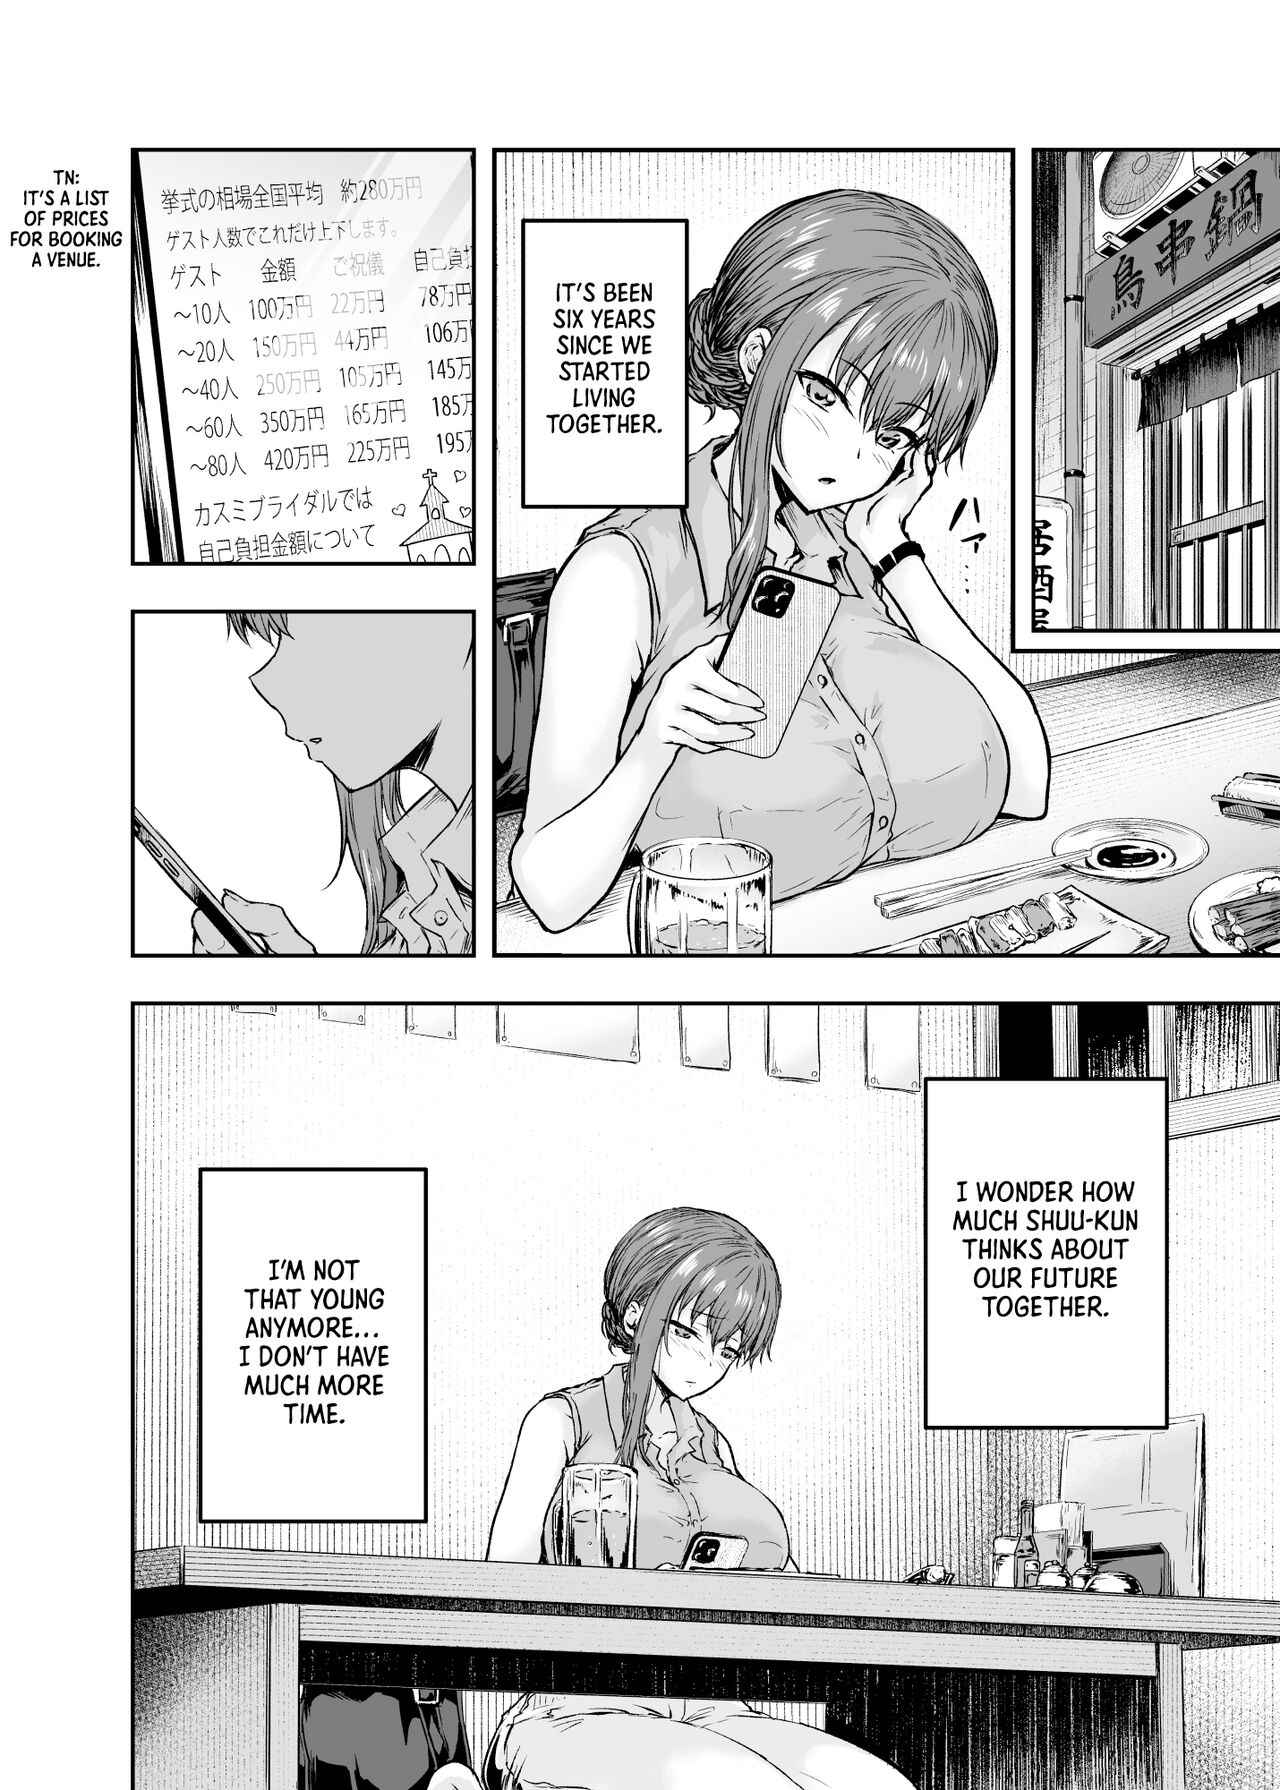 鳥串鍋
居酒屋
IT'S BEEN
SIX YEARS
SINCE WE
STARTED
LIVING
TOGETHER.
ハァ…
TN:
IT'S A LIST
OF PRICES
FOR BOOKING
A VENUE.
挙式の相場全国平均 約280万円
ゲスト人数でこれだけ上下します。
ゲスト 金額 ご祝儀 自己負担
～10人 100万円 22万円 78万円
～20人 150万円 44万円 106万
～40人 250万円 105万円 145万
～60人 350万円 165万円 185万
～80人 420万円 225万円 195万
カスミブライダルでは
自己負担金額について
I WONDER HOW
MUCH SHUU-KUN
THINKS ABOUT
OUR FUTURE
TOGETHER.
I'M NOT
THAT YOUNG
ANYMORE...
I DON'T HAVE
MUCH MORE
TIME.